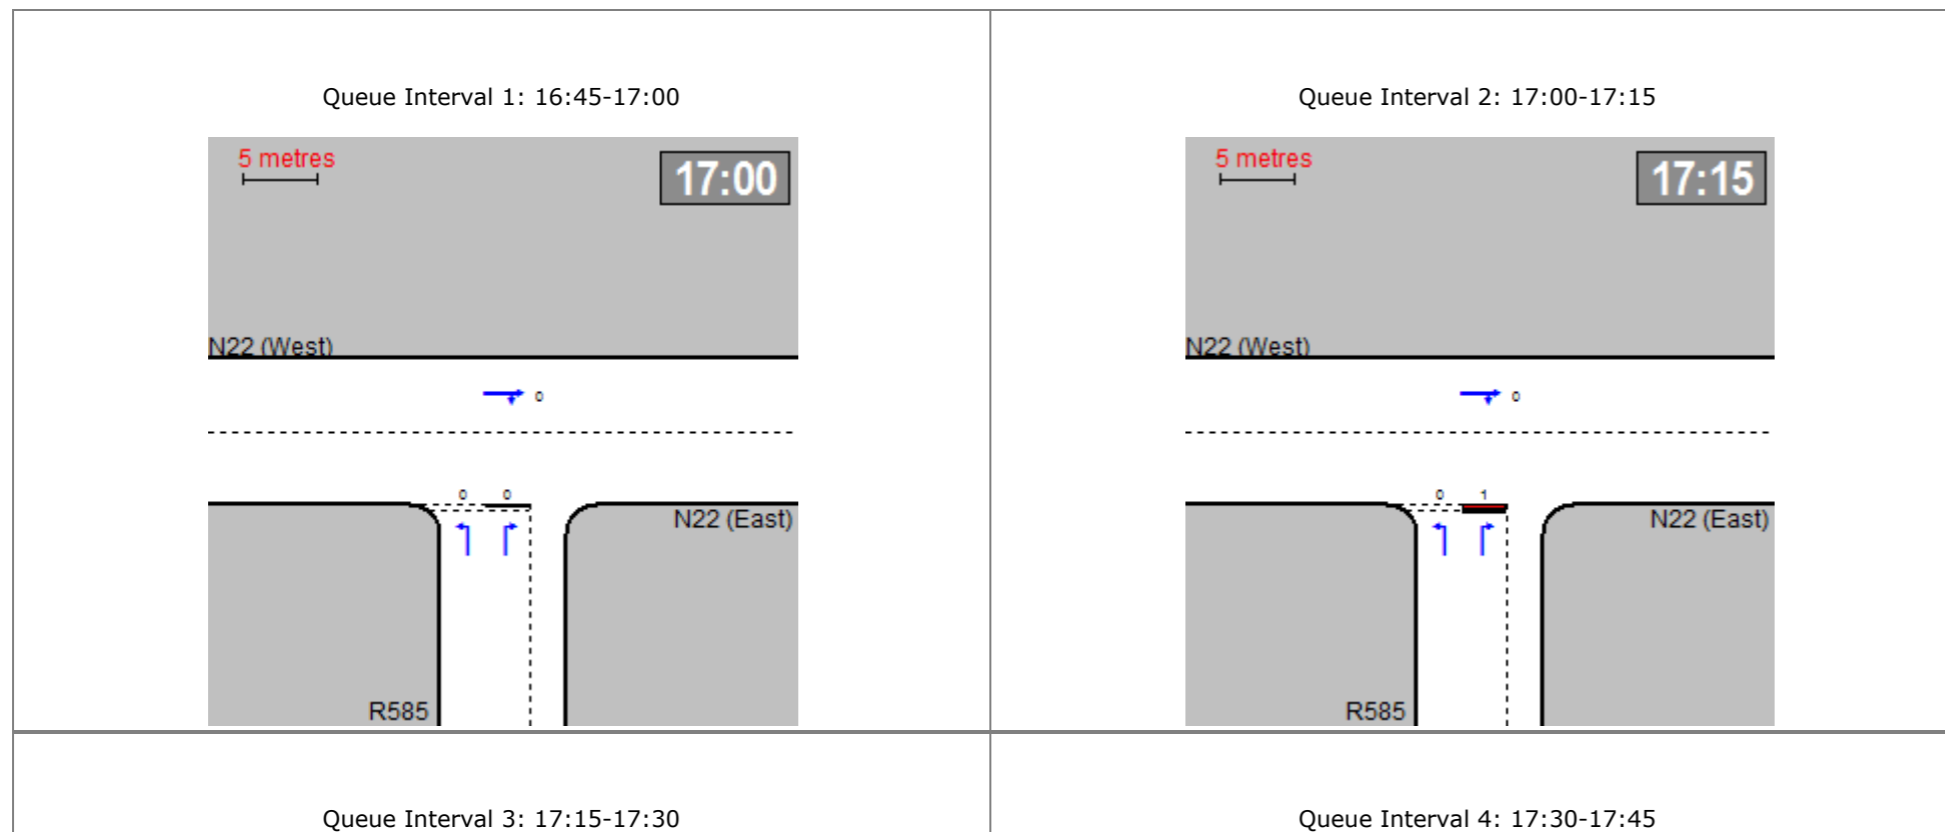 Queue Interval 1: 16:45-17:00
5 metres
17:00
N22 (West)
0
0 0
N22 (East)
R585
Queue Interval 2: 17:00-17:15
5 metres
17:15
N22 (West)
0
0 1
N22 (East)
R585
Queue Interval 3: 17:15-17:30
Queue Interval 4: 17:30-17:45